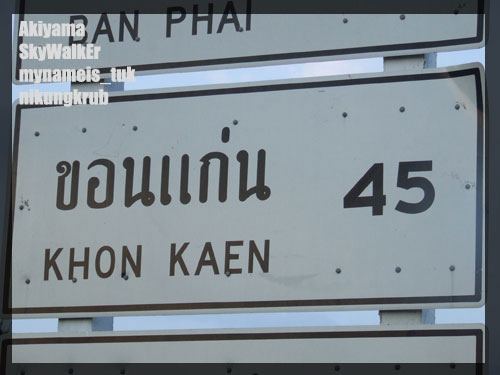 BAN PHAI
Akiyama
SkyWalkEr
mynameis_tuk
nikungkrub
ขอนแก่น 45
KHON KAEN